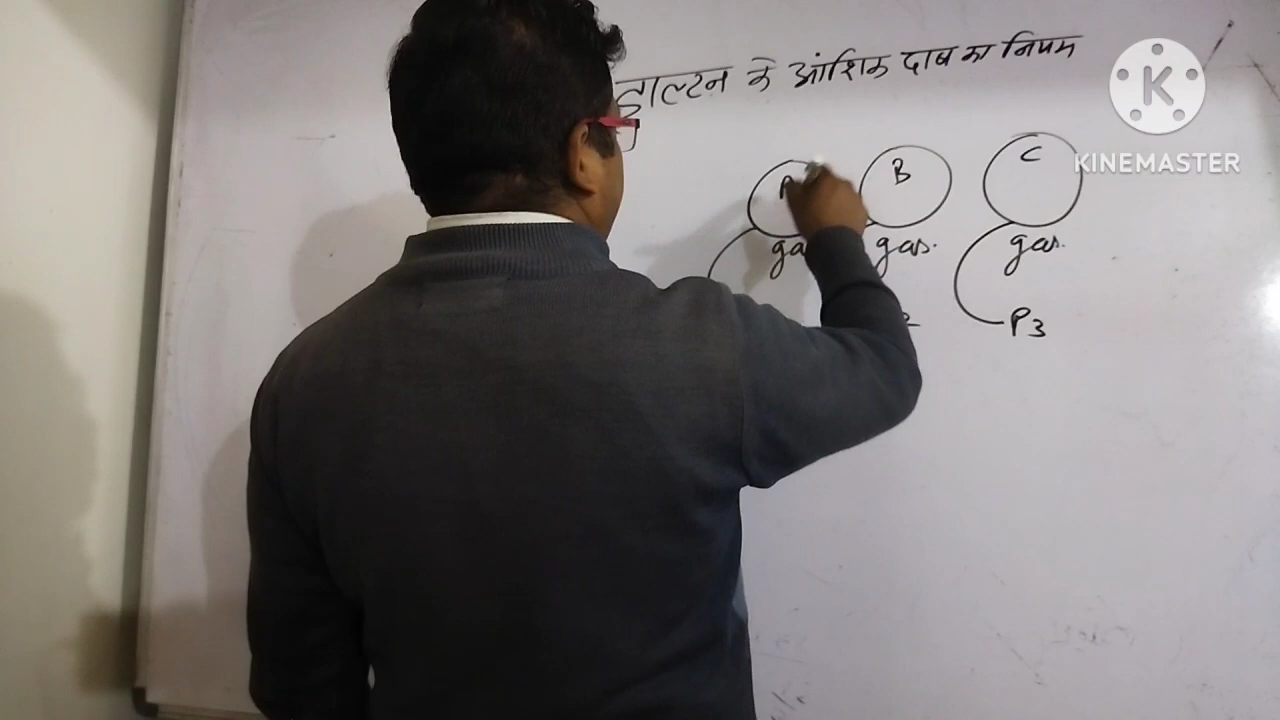 डाल्टन के आंशिक दाब का नियम
K
KINEMASTER
A B C
gas. gas.
P3